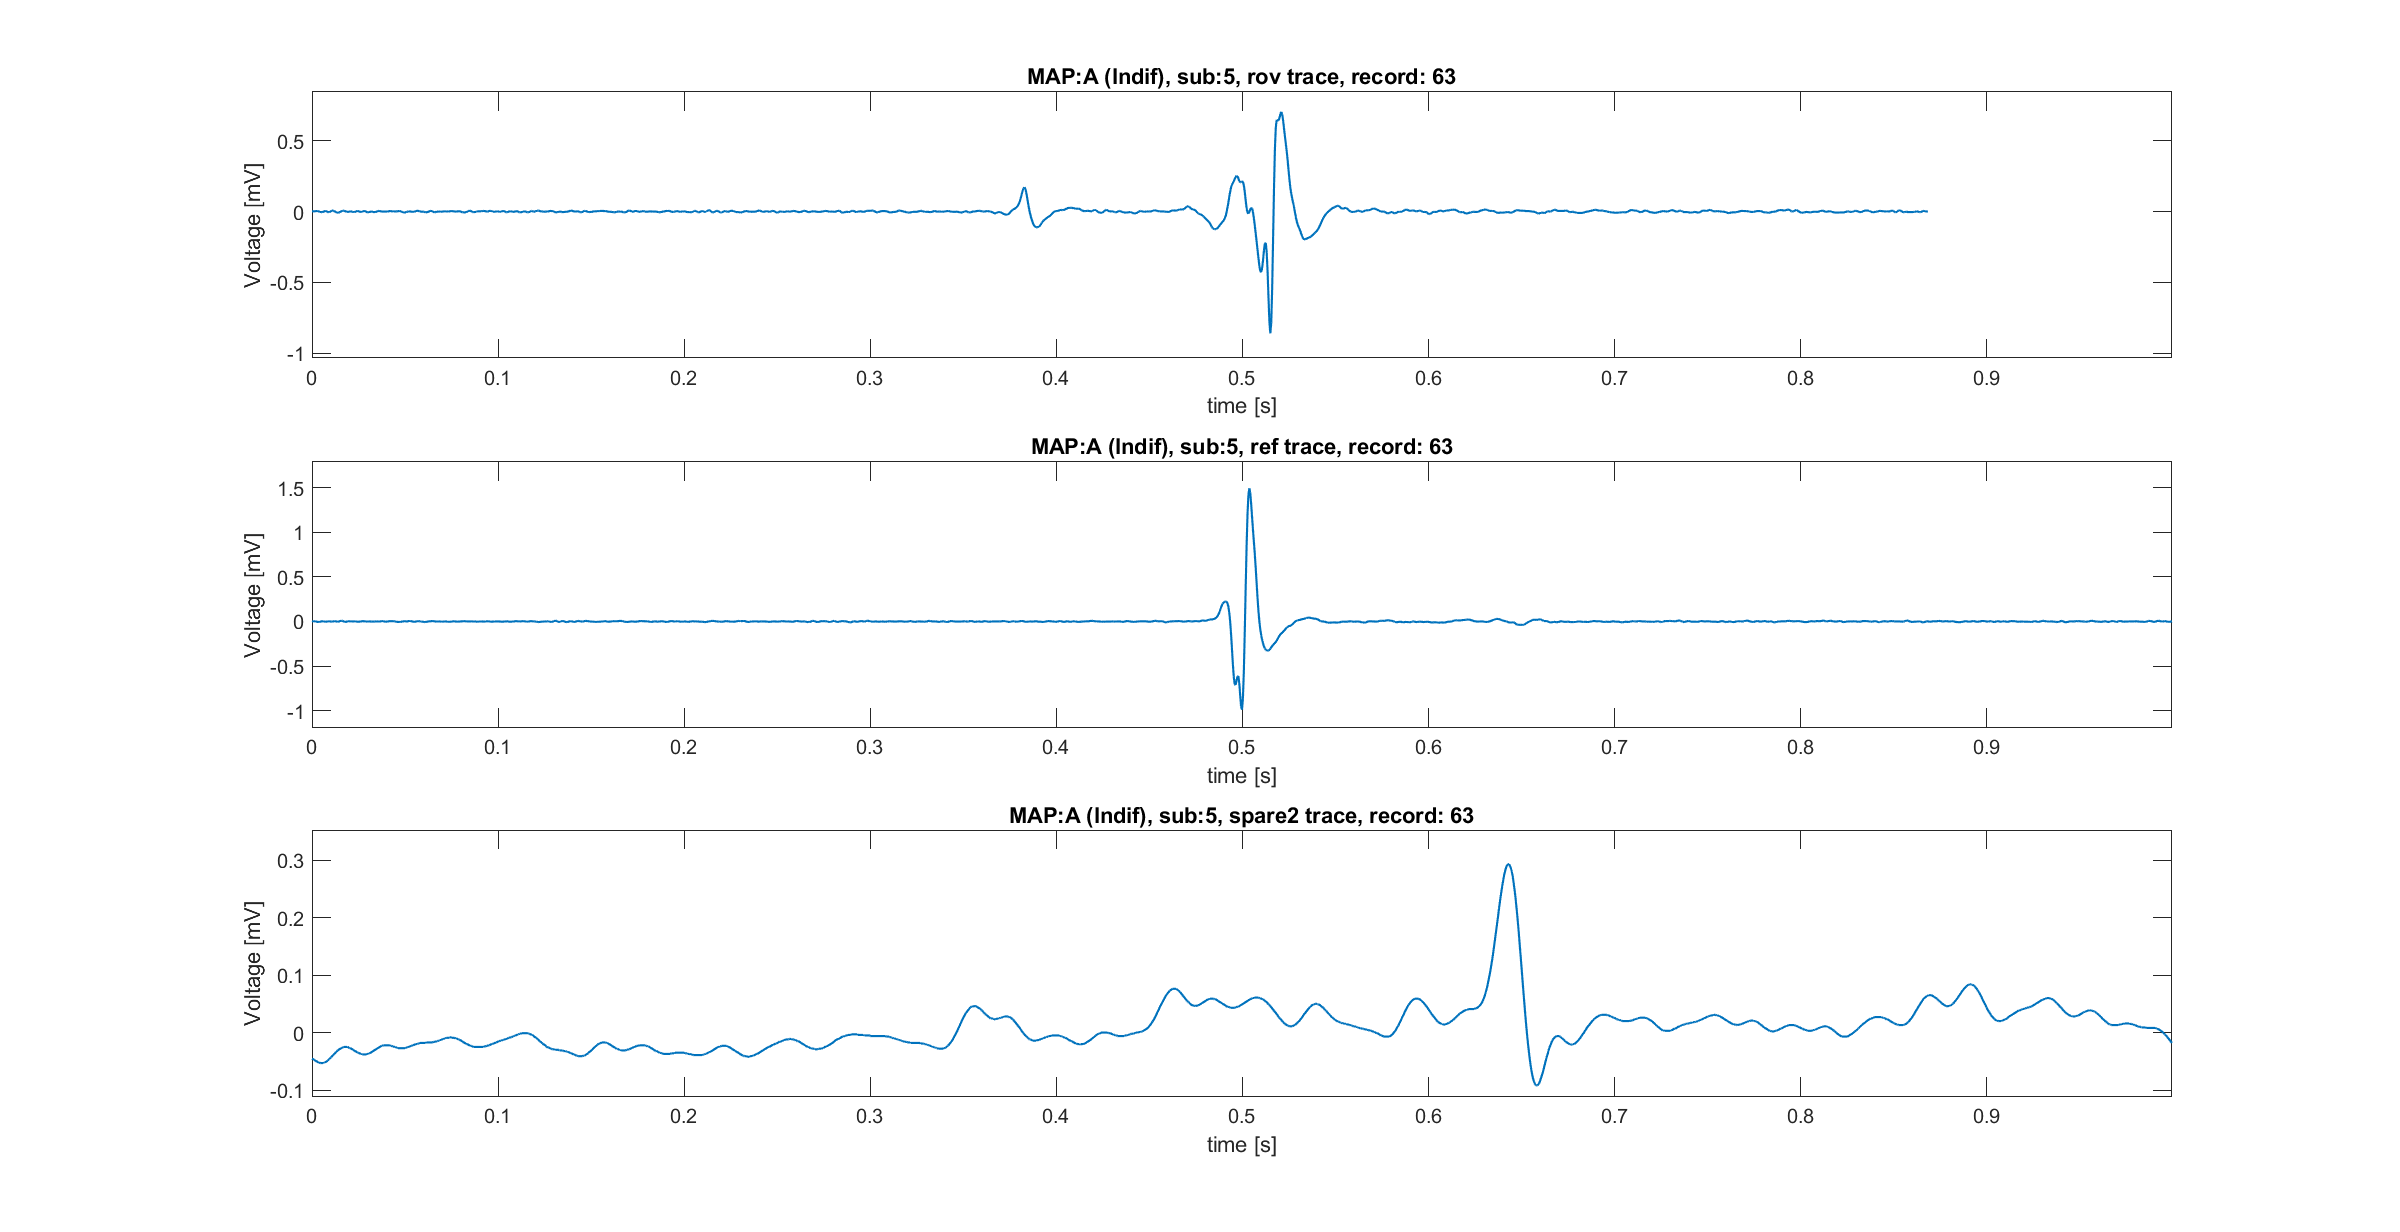 MAP:A (Indif), sub:5, rov trace, record: 63
Voltage [mV]
0.5
0
-0.5
-1
0 0.1 0.2 0.3 0.4 0.5 0.6 0.7 0.8 0.9
time [s]
MAP:A (Indif), sub:5, ref trace, record: 63
Voltage [mV]
1.5
1
0.5
0
-0.5
-1
0 0.1 0.2 0.3 0.4 0.5 0.6 0.7 0.8 0.9
time [s]
MAP:A (Indif), sub:5, spare2 trace, record: 63
Voltage [mV]
0.3
0.2
0.1
0
-0.1
0 0.1 0.2 0.3 0.4 0.5 0.6 0.7 0.8 0.9
time [s]